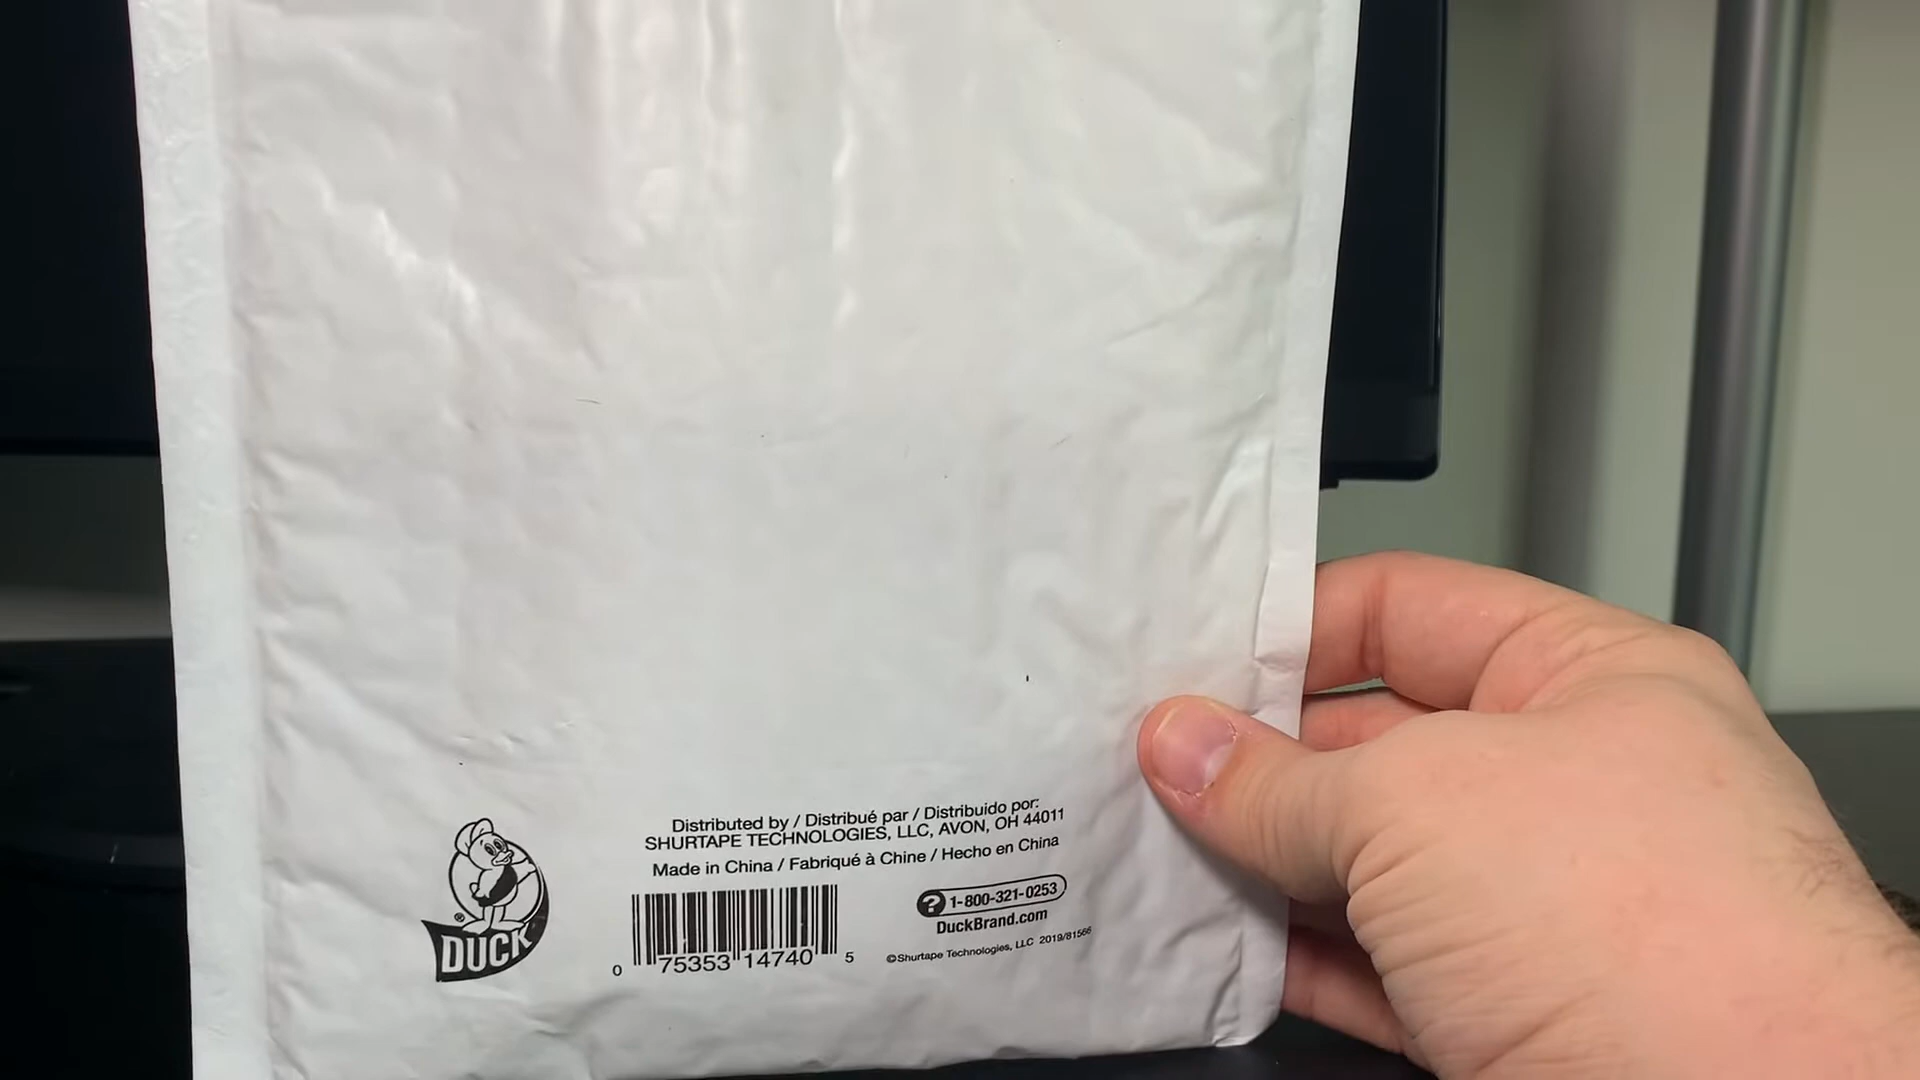 Distributed by / Distribué par / Distribuido por:
SHURTAPE TECHNOLOGIES, LLC, AVON, OH 44011
Made in China / Fabriqué à Chine / Hecho en China
® DUCK
0 75353 14740 5
? 1-800-321-0253
DuckBrand.com
©Shurtape Technologies, LLC 2019/81566